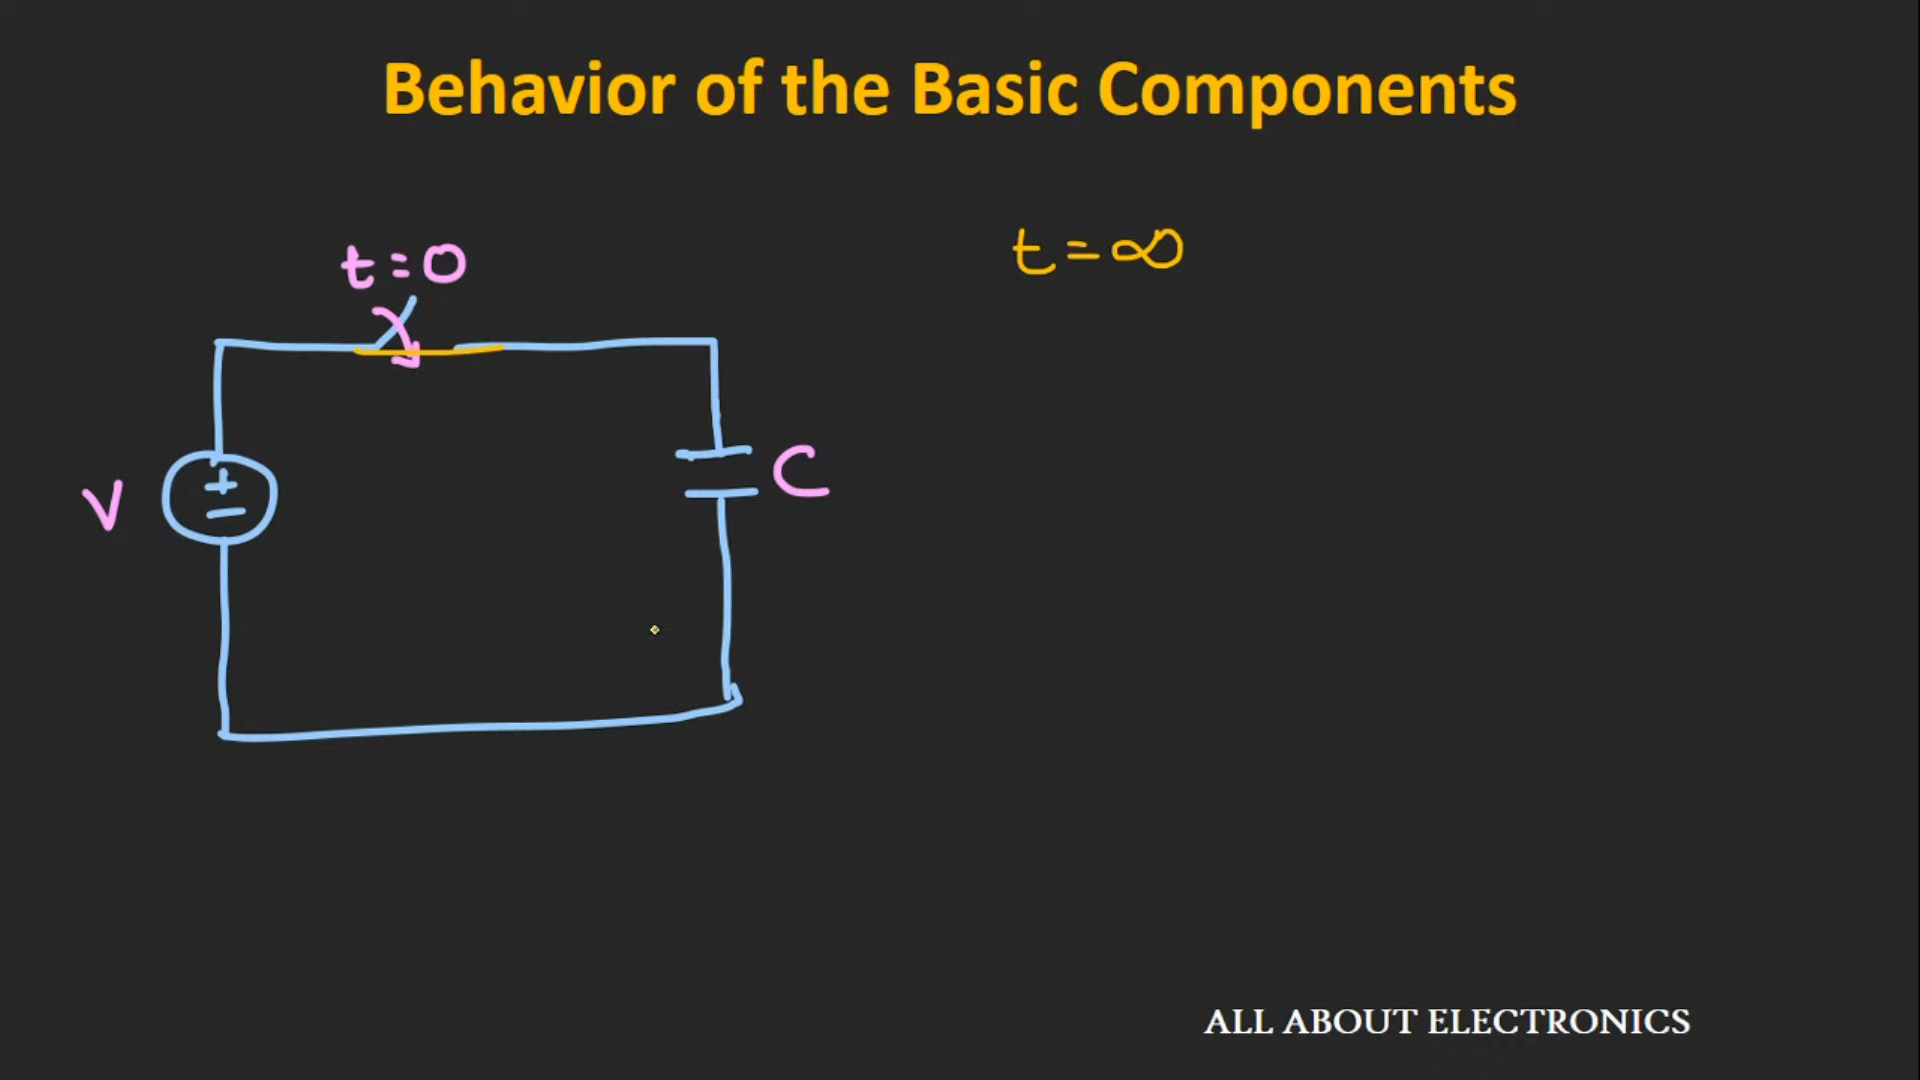 Behavior of the Basic Components
t=0
t=∞
V
+
−
C
ALL ABOUT ELECTRONICS